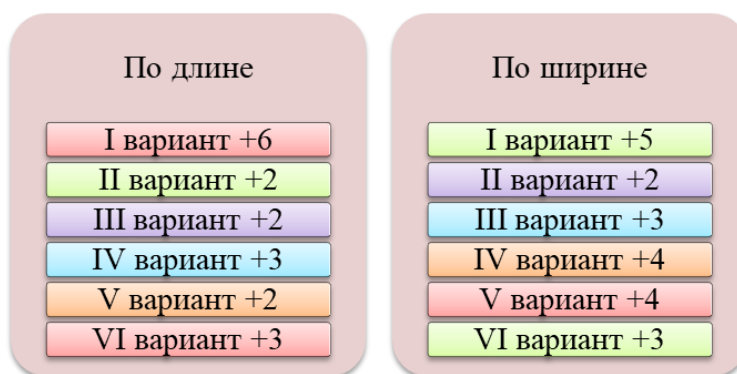 По длине
I вариант +6
II вариант +2
III вариант +2
IV вариант +3
V вариант +2
VI вариант +3
По ширине
I вариант +5
II вариант +2
III вариант +3
IV вариант +4
V вариант +4
VI вариант +3